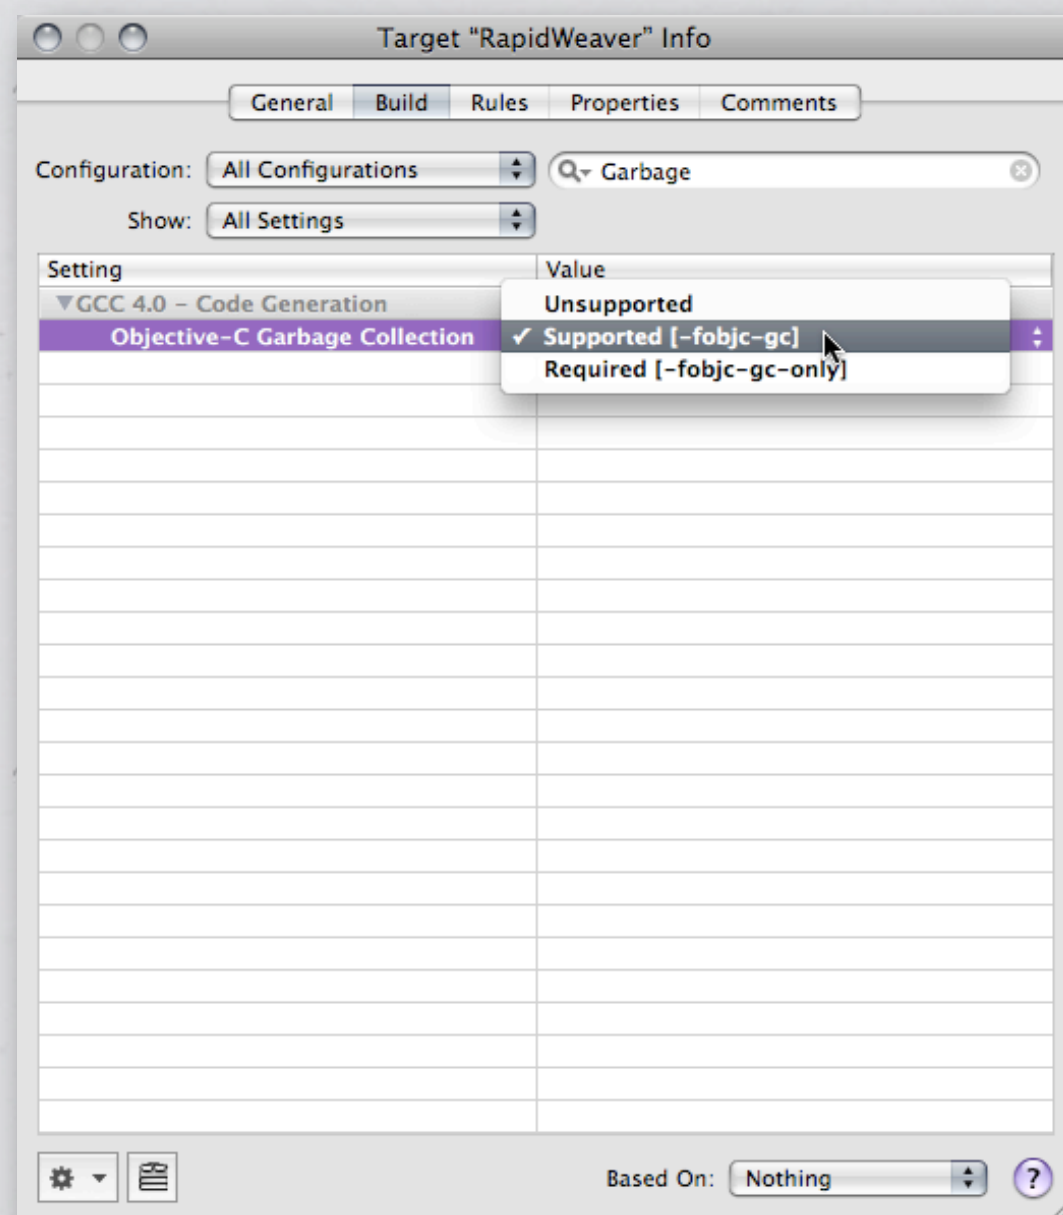 Target “RapidWeaver” Info
General Build Rules Properties Comments
Configuration: All Configurations Garbage
Show: All Settings
Setting Value
GCC 4.0 – Code Generation
Unsupported
Objective-C Garbage Collection ✓ Supported [-fobjc-gc]
Required [-fobjc-gc-only]
Based On: Nothing ?